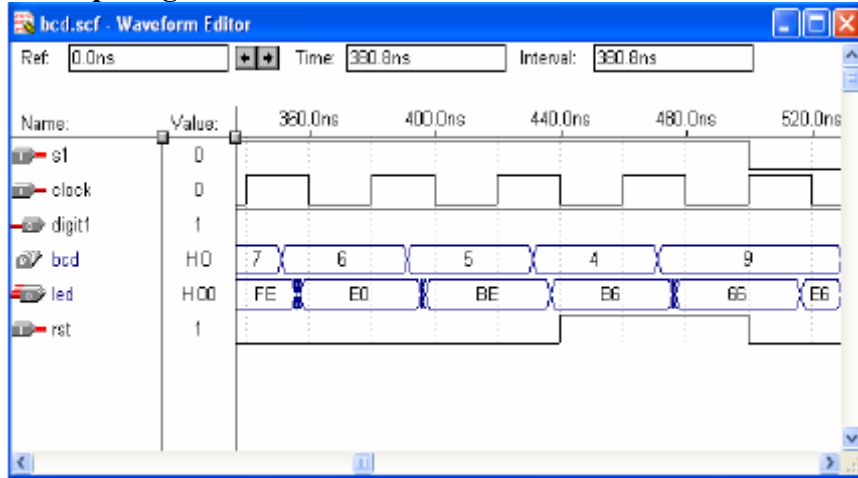 bcd.scf - Waveform Editor
Ref: 0.0ns Time: 380.8ns Interval: 380.8ns
Name: Value: 360.0ns 400.0ns 440.0ns 480.0ns 520.0ns
s1 0
clock 0
digit1 1
bcd H0 7 6 5 4 9
led H00 FE E0 BE B6 66 E6
rst 1